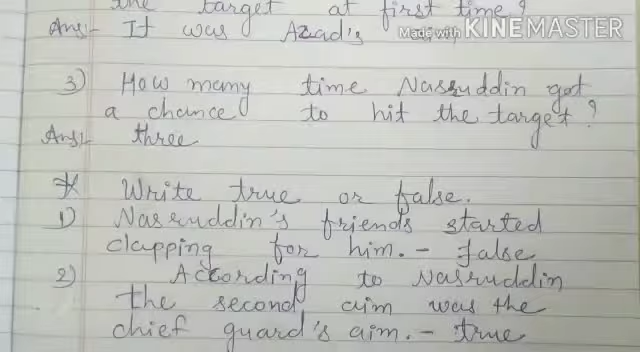 the target at first time?
Ans:- It was Azad's
Made with KINEMASTER
3) How many time Nasruddin got
a chance to hit the target?
Ans:- three
* Write true or false.
1) Nasruddin's friends started
clapping for him. - false
2) According to Nasruddin
the second aim was the
chief guard's aim. - true